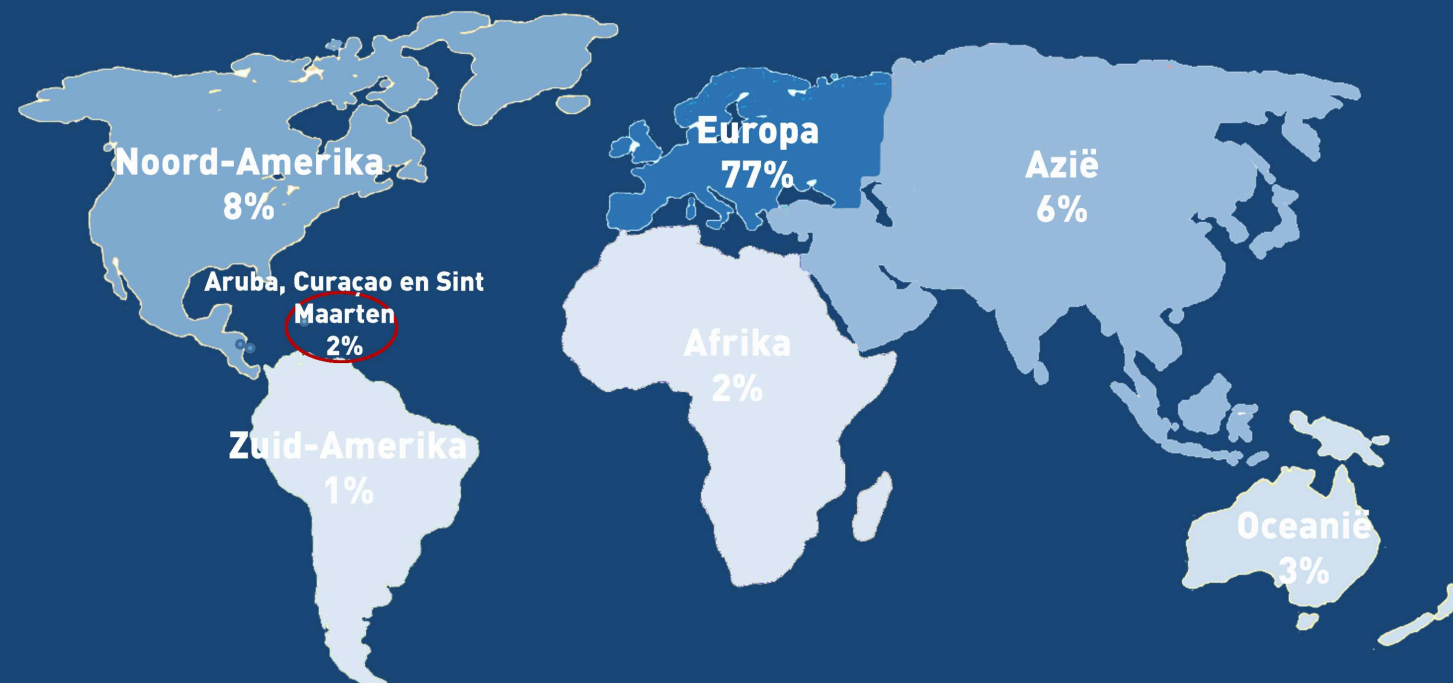 Noord-Amerika
8%
Aruba, Curaçao en Sint
Maarten
2%
Zuid-Amerika
1%
Europa
77%
Afrika
2%
Azië
6%
Oceanië
3%